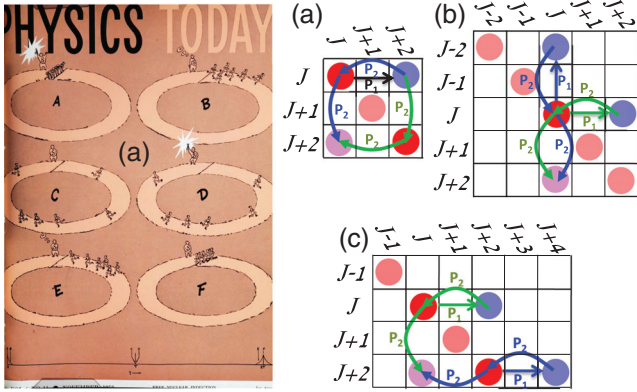 PHYSICS TODAY
A
B
(a)
C
D
E
F
t
(a)
J
J+1
J+2
J
J+1
J+2
P₂
P₁
P₂
P₂
P₂
(b)
J-2
J-1
J
J+1
J+2
J-2
J-1
J
J+1
J+2
P₂
P₁
P₂
P₁
P₂
P₂
(c)
J-1
J
J+1
J+2
J+3
J+4
J-1
J
J+1
J+2
P₂
P₁
P₂
P₂
P₂
P₁